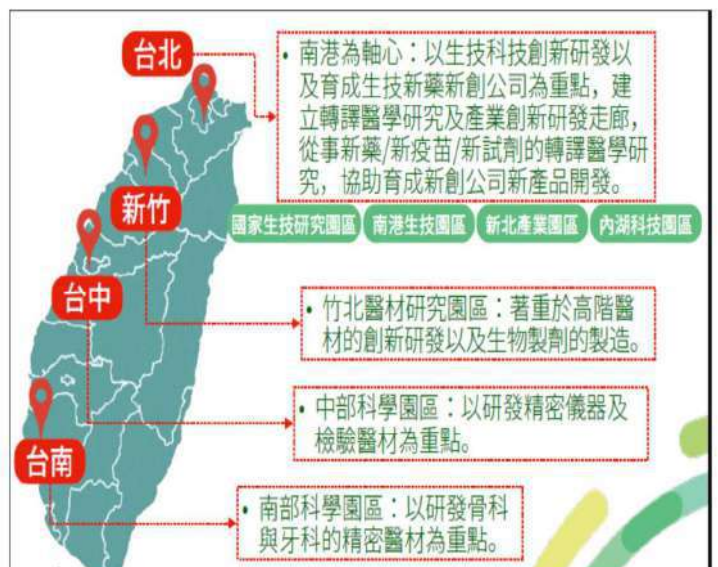 台北
• 南港為軸心：以生技科技創新研發以
及育成生技新藥新創公司為重點，建
立轉譯醫學研究及產業創新研發走廊，
從事新藥/新疫苗/新試劑的轉譯醫學研
究，協助育成新創公司新產品開發。
國家生技研究園區 南港生技園區 新北產業園區 內湖科技園區
新竹
• 竹北醫材研究園區：著重於高階醫
材的創新研發以及生物製劑的製造。
台中
• 中部科學園區：以研發精密儀器及
檢驗醫材為重點。
台南
• 南部科學園區：以研發骨科
與牙科的精密醫材為重點。